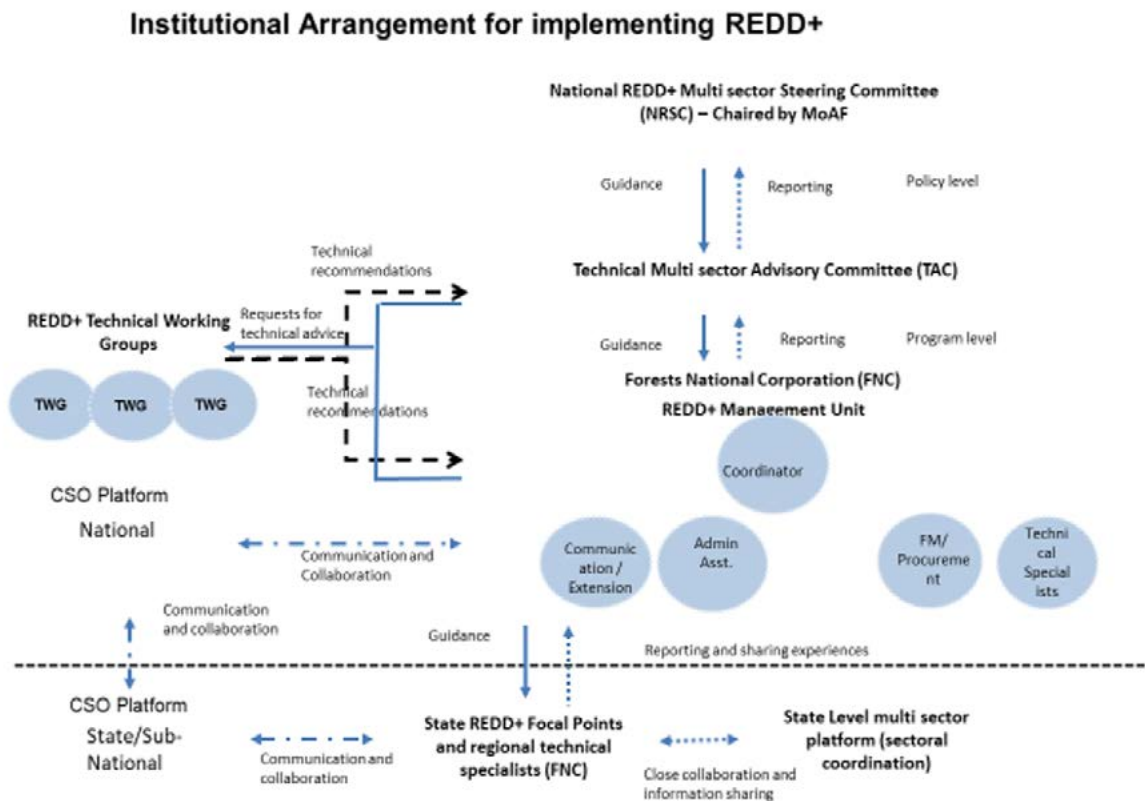 Institutional Arrangement for implementing REDD+
National REDD+ Multi sector Steering Committee
(NRSC) – Chaired by MoAF
Guidance
Reporting
Policy level
Technical Multi sector Advisory Committee (TAC)
Technical
recommendations
Requests for
technical advice
REDD+ Technical Working
Groups
Guidance
Reporting
Program level
Forests National Corporation (FNC)
REDD+ Management Unit
TWG
TWG
TWG
Technical
recommendations
Coordinator
CSO Platform
National
Communication and
Collaboration
Communic
ation /
Extension
Admin
Asst.
FM/
Procureme
nt
Techni
cal
Special
ists
Communication
and collaboration
Guidance
Reporting and sharing experiences
CSO Platform
State/Sub-
National
Communication and
collaboration
State REDD+ Focal Points
and regional technical
specialists (FNC)
Close collaboration and
information sharing
State Level multi sector
platform (sectoral
coordination)